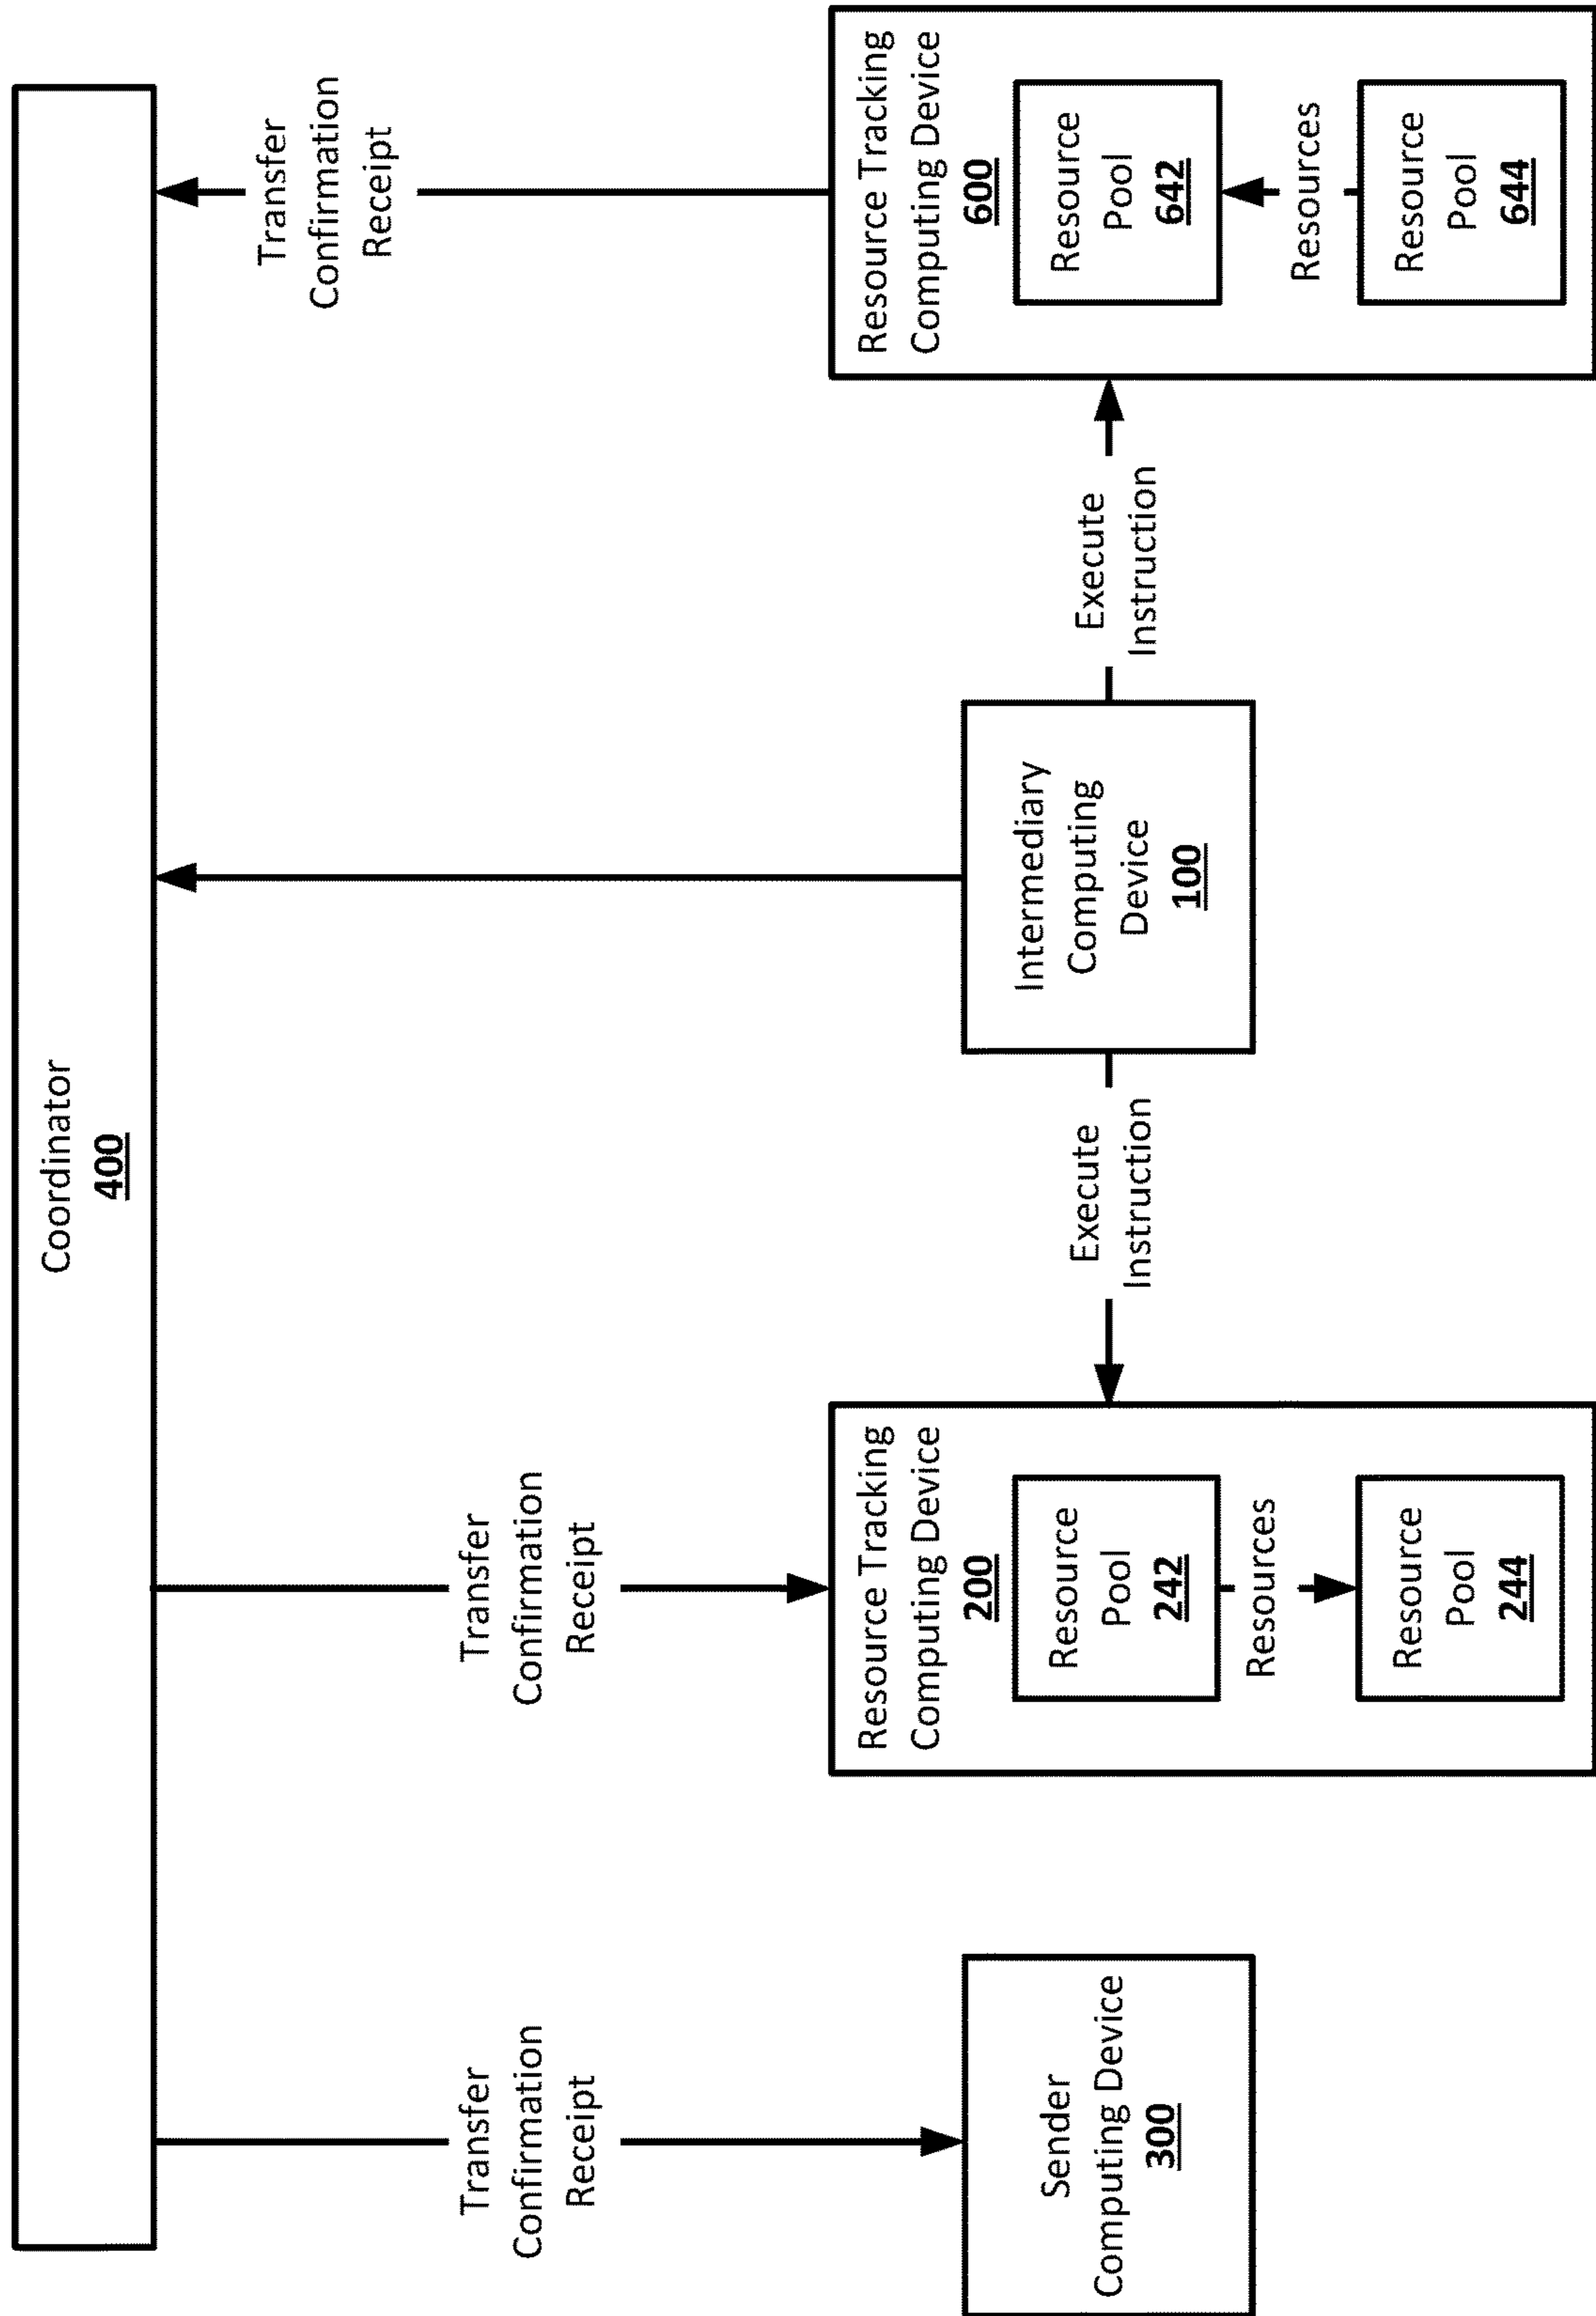 Coordinator
400
Transfer
Confirmation
Receipt
Transfer
Confirmation
Receipt
Transfer
Confirmation
Receipt
Sender
Computing Device
300
Resource Tracking
Computing Device
200
Resource
Pool
242
Resources
Resource
Pool
244
Execute
Instruction
Intermediary
Computing
Device
100
Execute
Instruction
Resource Tracking
Computing Device
600
Resource
Pool
642
Resources
Resource
Pool
644